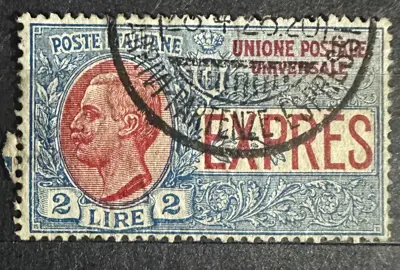 POSTE ITALIANE
UNIONE POSTALE
UNIVERSALE
EXPRES
2 LIRE 2